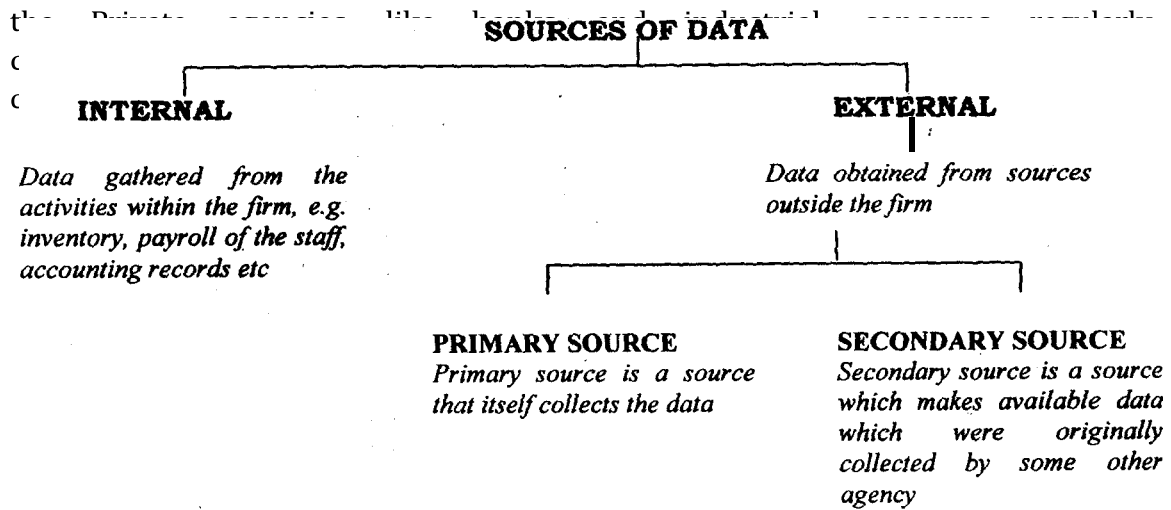 SOURCES OF DATA
INTERNAL
EXTERNAL
Data gathered from the
activities within the firm, e.g.
inventory, payroll of the staff,
accounting records etc
Data obtained from sources
outside the firm
PRIMARY SOURCE
Primary source is a source
that itself collects the data
SECONDARY SOURCE
Secondary source is a source
which makes available data
which were originally
collected by some other
agency